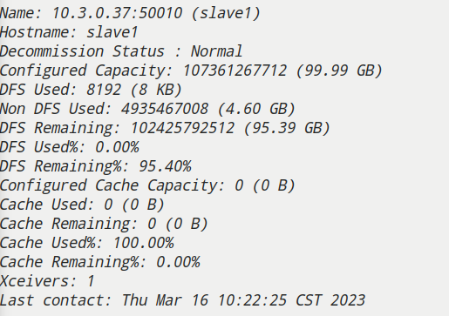 Name: 10.3.0.37:50010 (slave1)
Hostname: slave1
Decommission Status : Normal
Configured Capacity: 107361267712 (99.99 GB)
DFS Used: 8192 (8 KB)
Non DFS Used: 4935467008 (4.60 GB)
DFS Remaining: 102425792512 (95.39 GB)
DFS Used%: 0.00%
DFS Remaining%: 95.40%
Configured Cache Capacity: 0 (0 B)
Cache Used: 0 (0 B)
Cache Remaining: 0 (0 B)
Cache Used%: 100.00%
Cache Remaining%: 0.00%
Xceivers: 1
Last contact: Thu Mar 16 10:22:25 CST 2023